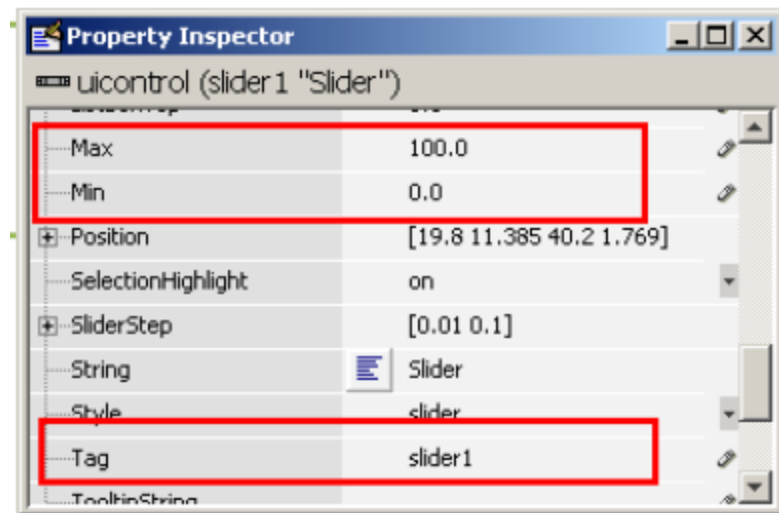 Property Inspector
uicontrol (slider1 "Slider")
Max 100.0
Min 0.0
Position [19.8 11.385 40.2 1.769]
SelectionHighlight on
SliderStep [0.01 0.1]
String Slider
Style slider
Tag slider1
TooltipString